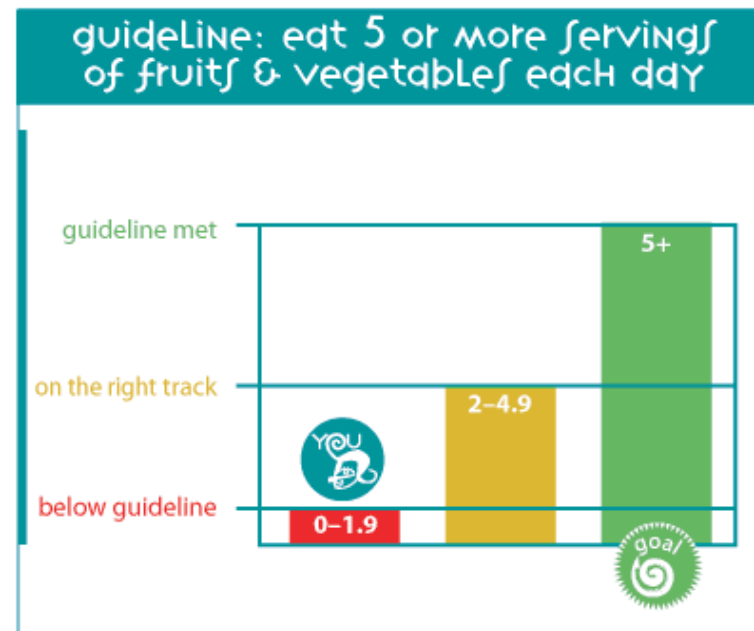 guideline: eat 5 or more servings
of fruits & vegetables each day
guideline met
5+
on the right track
2–4.9
YOU
below guideline
0–1.9
goal